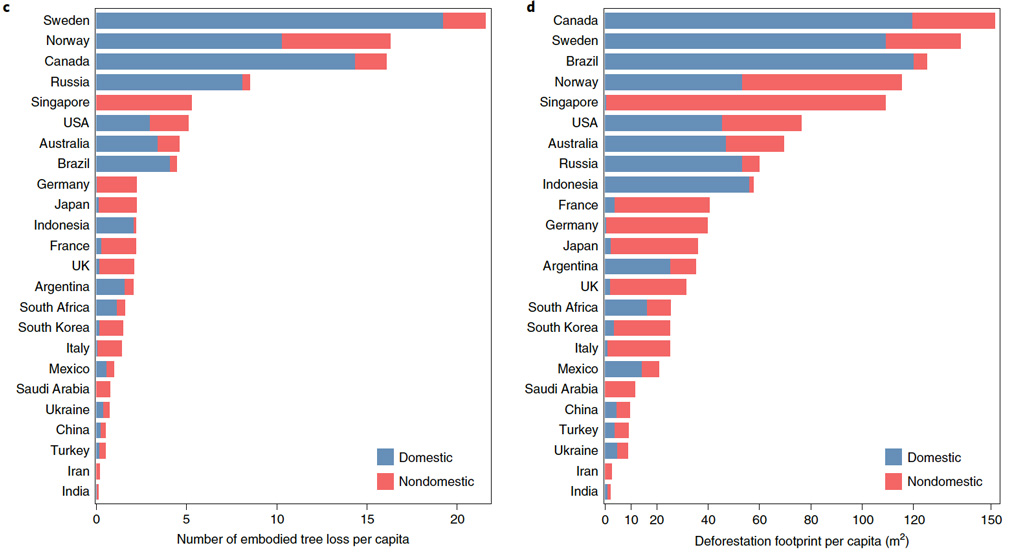 c
Sweden
Norway
Canada
Russia
Singapore
USA
Australia
Brazil
Germany
Japan
Indonesia
France
UK
Argentina
South Africa
South Korea
Italy
Mexico
Saudi Arabia
Ukraine
China
Turkey
Iran
India
Domestic
Nondomestic
0 5 10 15 20
Number of embodied tree loss per capita
d
Canada
Sweden
Brazil
Norway
Singapore
USA
Australia
Russia
Indonesia
France
Germany
Japan
Argentina
UK
South Africa
South Korea
Italy
Mexico
Saudi Arabia
China
Turkey
Ukraine
Iran
India
Domestic
Nondomestic
0 10 20 40 60 80 100 120 150
Deforestation footprint per capita (m²)